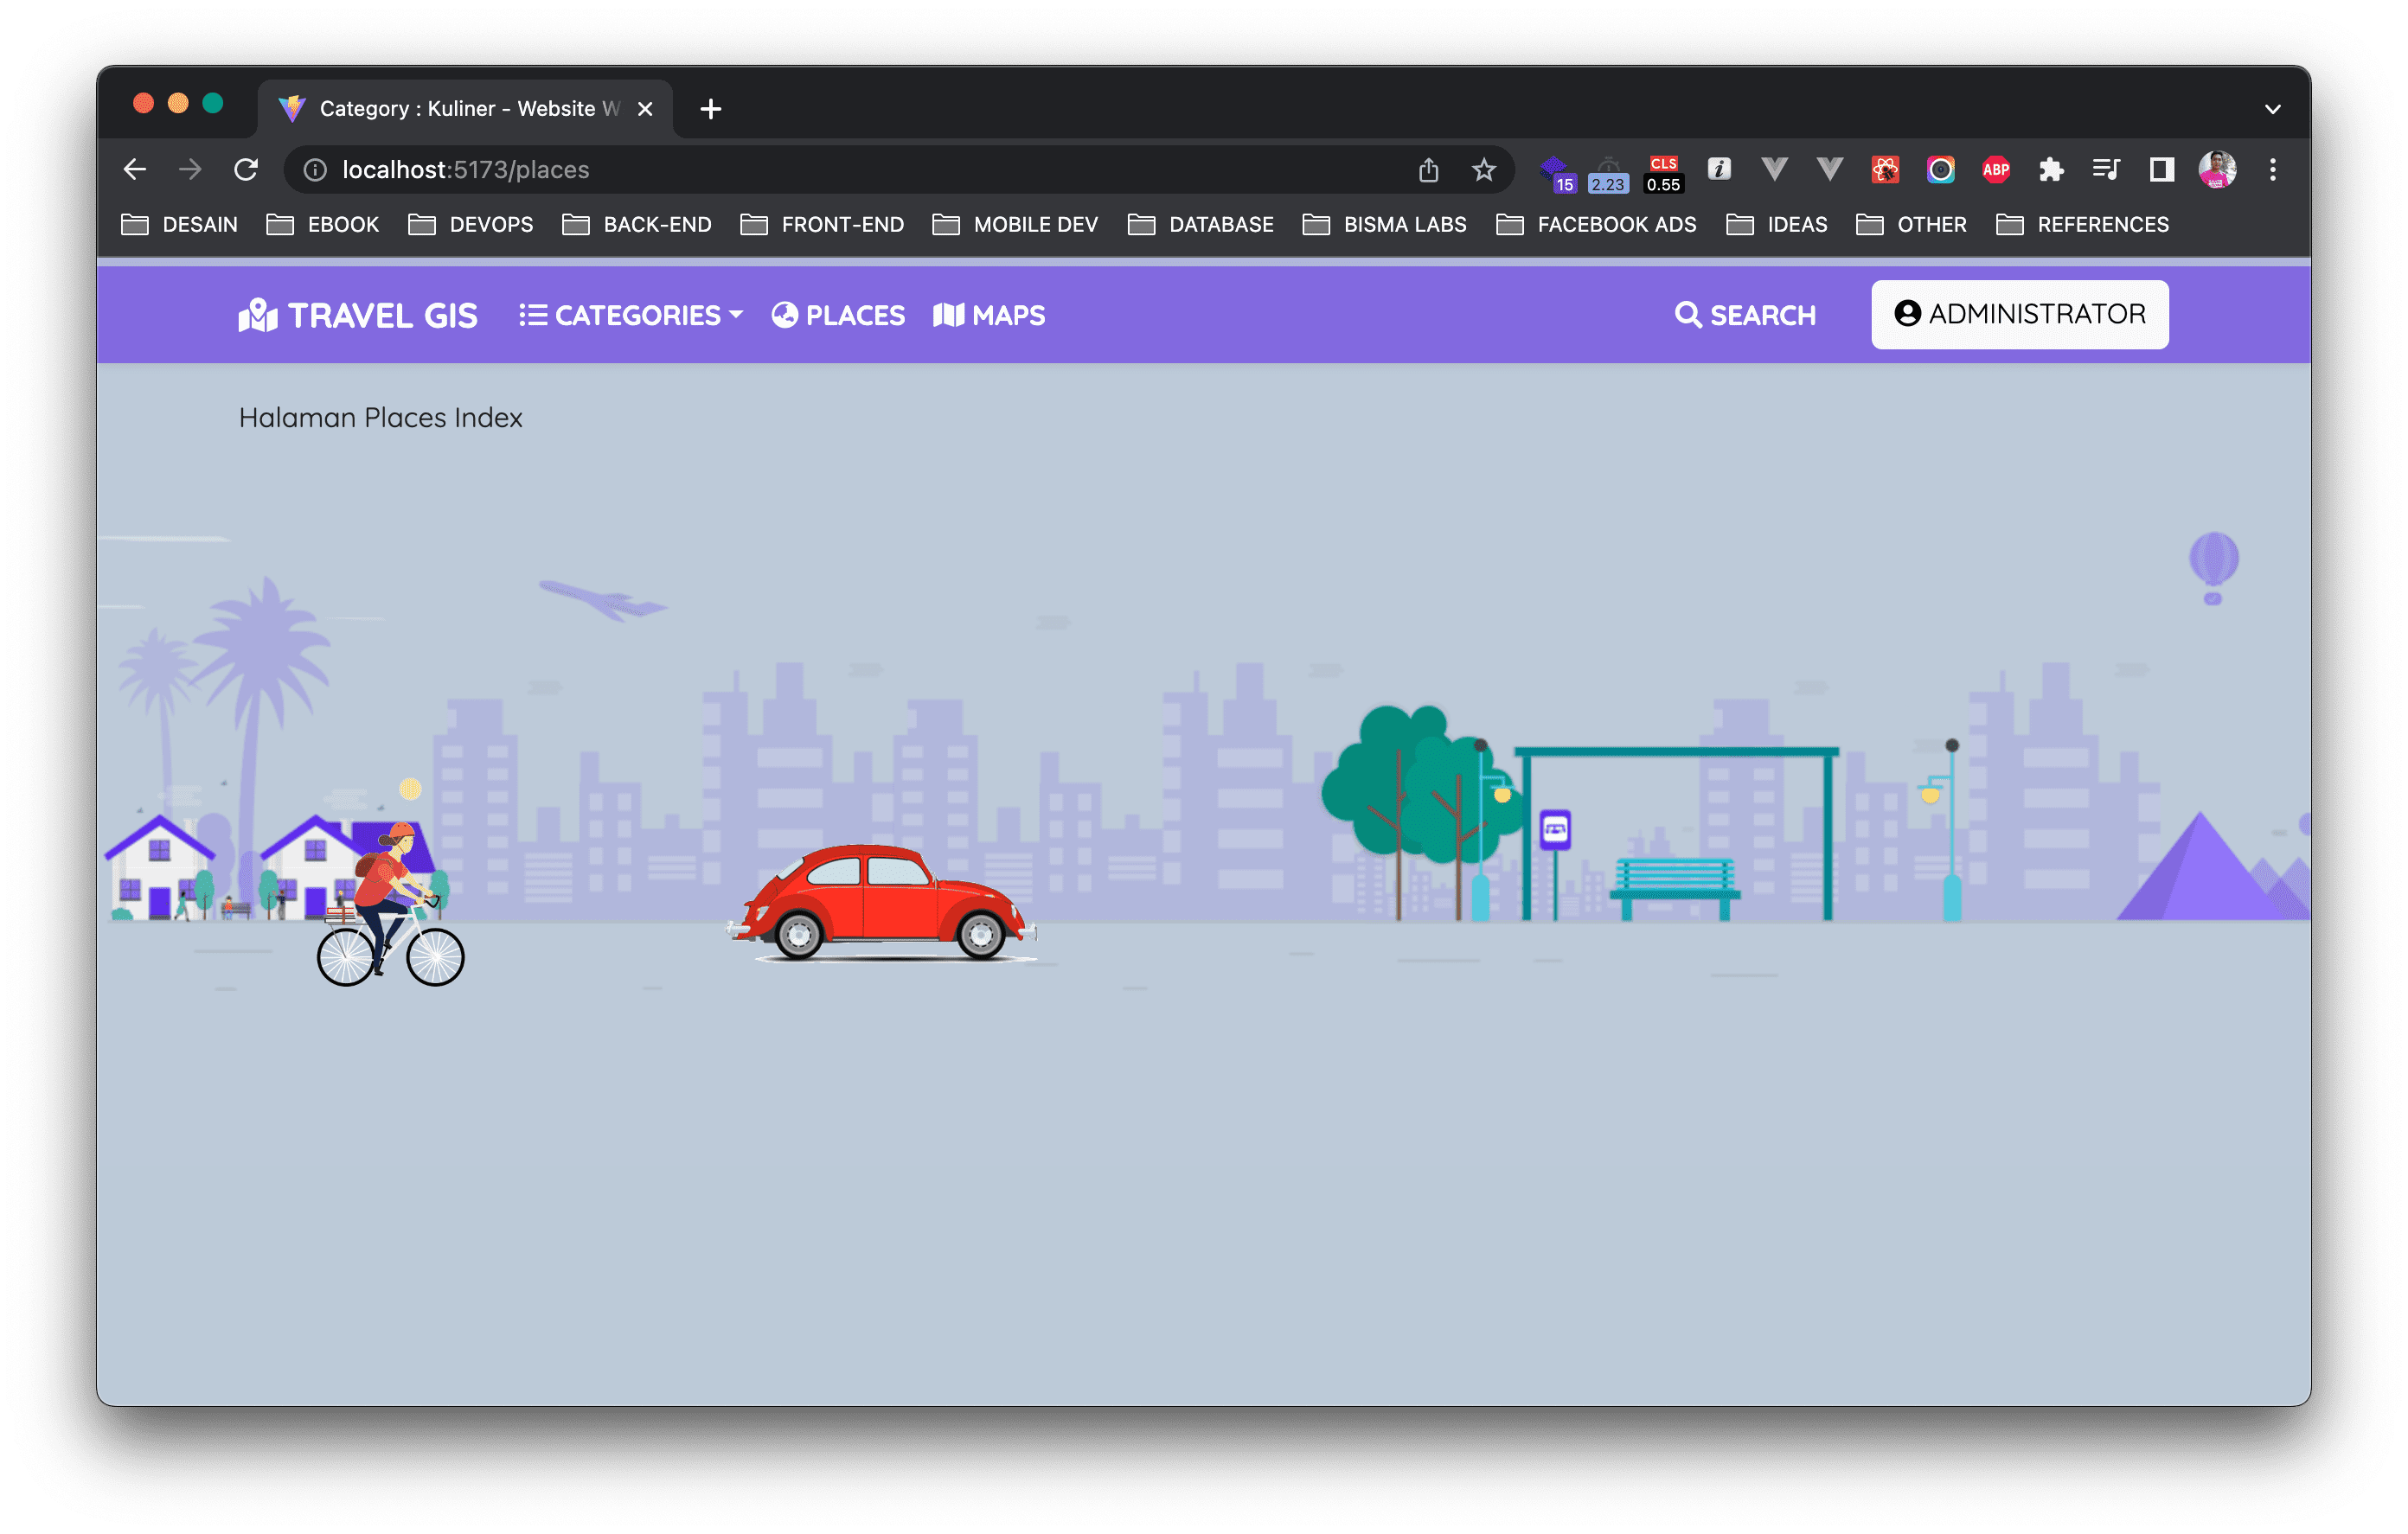 Category : Kuliner - Website W
localhost:5173/places
15 2.23 CLS 0.55 ABP
DESAIN EBOOK DEVOPS BACK-END FRONT-END MOBILE DEV DATABASE BISMA LABS FACEBOOK ADS IDEAS OTHER REFERENCES
TRAVEL GIS CATEGORIES PLACES MAPS SEARCH ADMINISTRATOR
Halaman Places Index